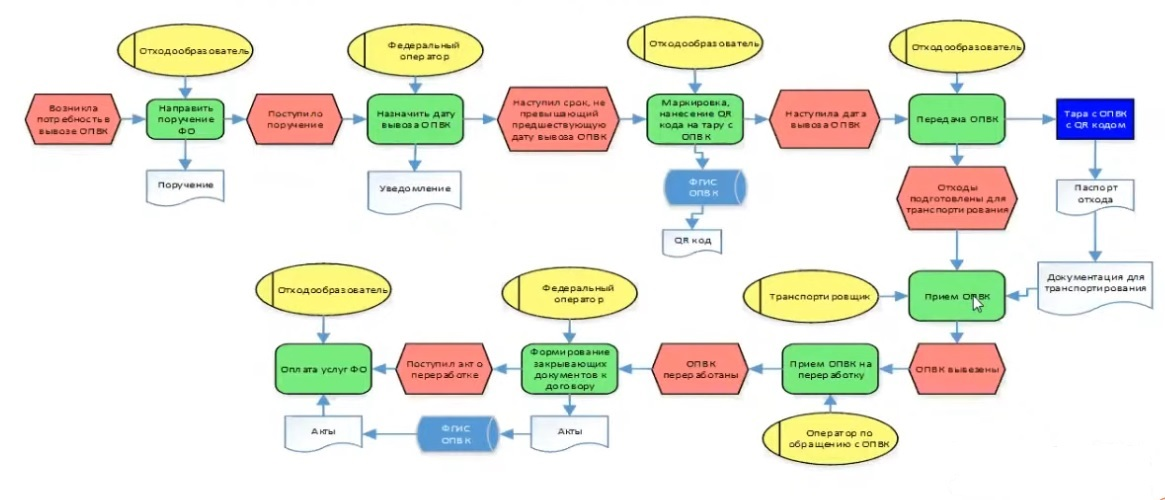 Отходообразователь
Федеральный
оператор
Отходообразователь
Отходообразователь
Возникла
потребность в
вывозе ОПВК
Направить
поручение
ФО
Поступило
поручение
Назначить дату
вывоза ОПВК
Наступил срок, не
превышающий
предшествующую
дату вывоза ОПВК
Маркировка,
нанесение QR
кода на тару с
ОПВК
Наступила дата
вывоза ОПВК
Передача ОПВК
Тара с ОПВК
с QR кодом
Поручение
Уведомление
ФГИС
ОПВК
QR код
Отходы
подготовлены для
транспортирования
Паспорт
отхода
Документация для
транспортирования
Отходообразователь
Федеральный
оператор
Транспортировщик
Прием ОПВК
Оплата услуг ФО
Поступил акт о
переработке
Формирование
закрывающих
документов к
договору
ОПВК
переработаны
Прием ОПВК на
переработку
ОПВК вывезены
Акты
ФГИС
ОПВК
Акты
Оператор по
обращению с ОПВК